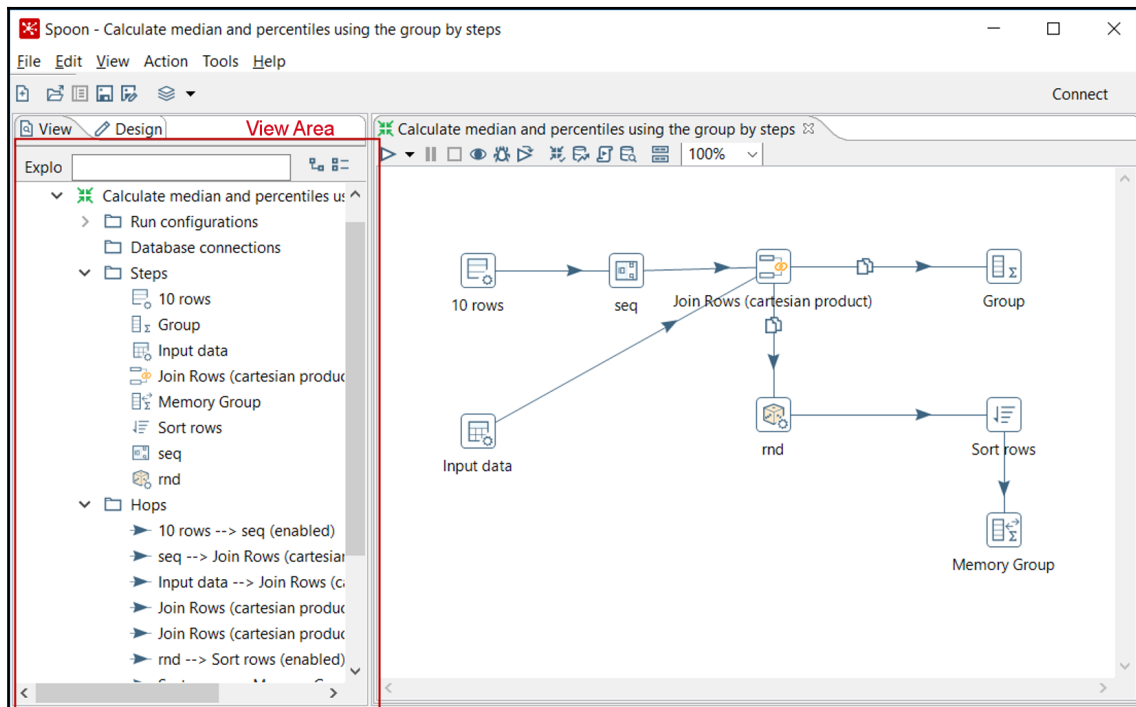 Spoon - Calculate median and percentiles using the group by steps
File Edit View Action Tools Help
Connect
View Design View Area
Calculate median and percentiles using the group by steps
Explo
100%
Calculate median and percentiles us
Run configurations
Database connections
Steps
10 rows
Group
Input data
Join Rows (cartesian produc
Memory Group
Sort rows
seq
rnd
Hops
10 rows --> seq (enabled)
seq --> Join Rows (cartesian
Input data --> Join Rows (ca
Join Rows (cartesian produc
Join Rows (cartesian produc
rnd --> Sort rows (enabled)
10 rows
seq
Join Rows (cartesian product)
Group
Input data
rnd
Sort rows
Memory Group